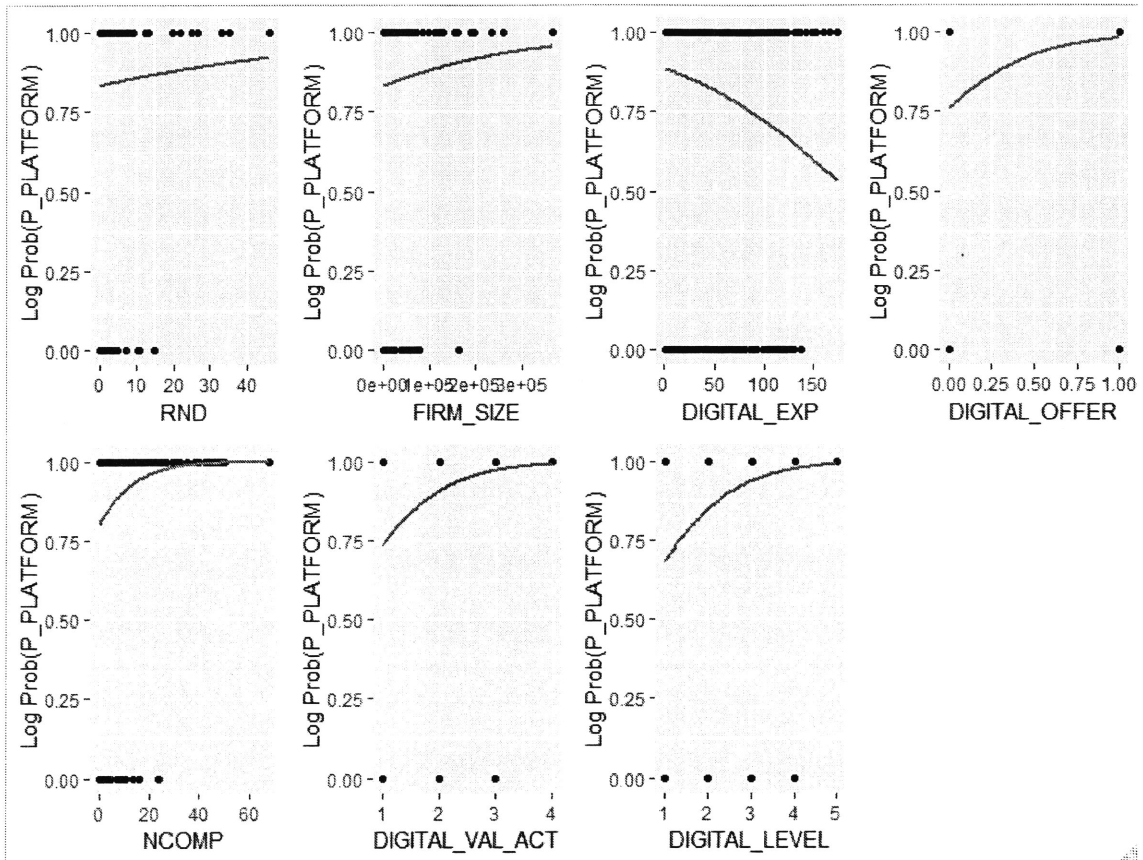 Log Prob(P_PLATFORM)
1.00
0.75
0.50
0.25
0.00
0 10 20 30 40
RND
Log Prob(P_PLATFORM)
1.00
0.75
0.50
0.25
0.00
0e+00 1e+05 2e+05 3e+05
FIRM_SIZE
Log Prob(P_PLATFORM)
1.00
0.75
0.50
0.25
0.00
0 50 100 150
DIGITAL_EXP
Log Prob(P_PLATFORM)
1.00
0.75
0.50
0.25
0.00
0.00 0.25 0.50 0.75 1.00
DIGITAL_OFFER
Log Prob(P_PLATFORM)
1.00
0.75
0.50
0.25
0.00
0 20 40 60
NCOMP
Log Prob(P_PLATFORM)
1.00
0.75
0.50
0.25
0.00
1 2 3 4
DIGITAL_VAL_ACT
Log Prob(P_PLATFORM)
1.00
0.75
0.50
0.25
0.00
1 2 3 4 5
DIGITAL_LEVEL